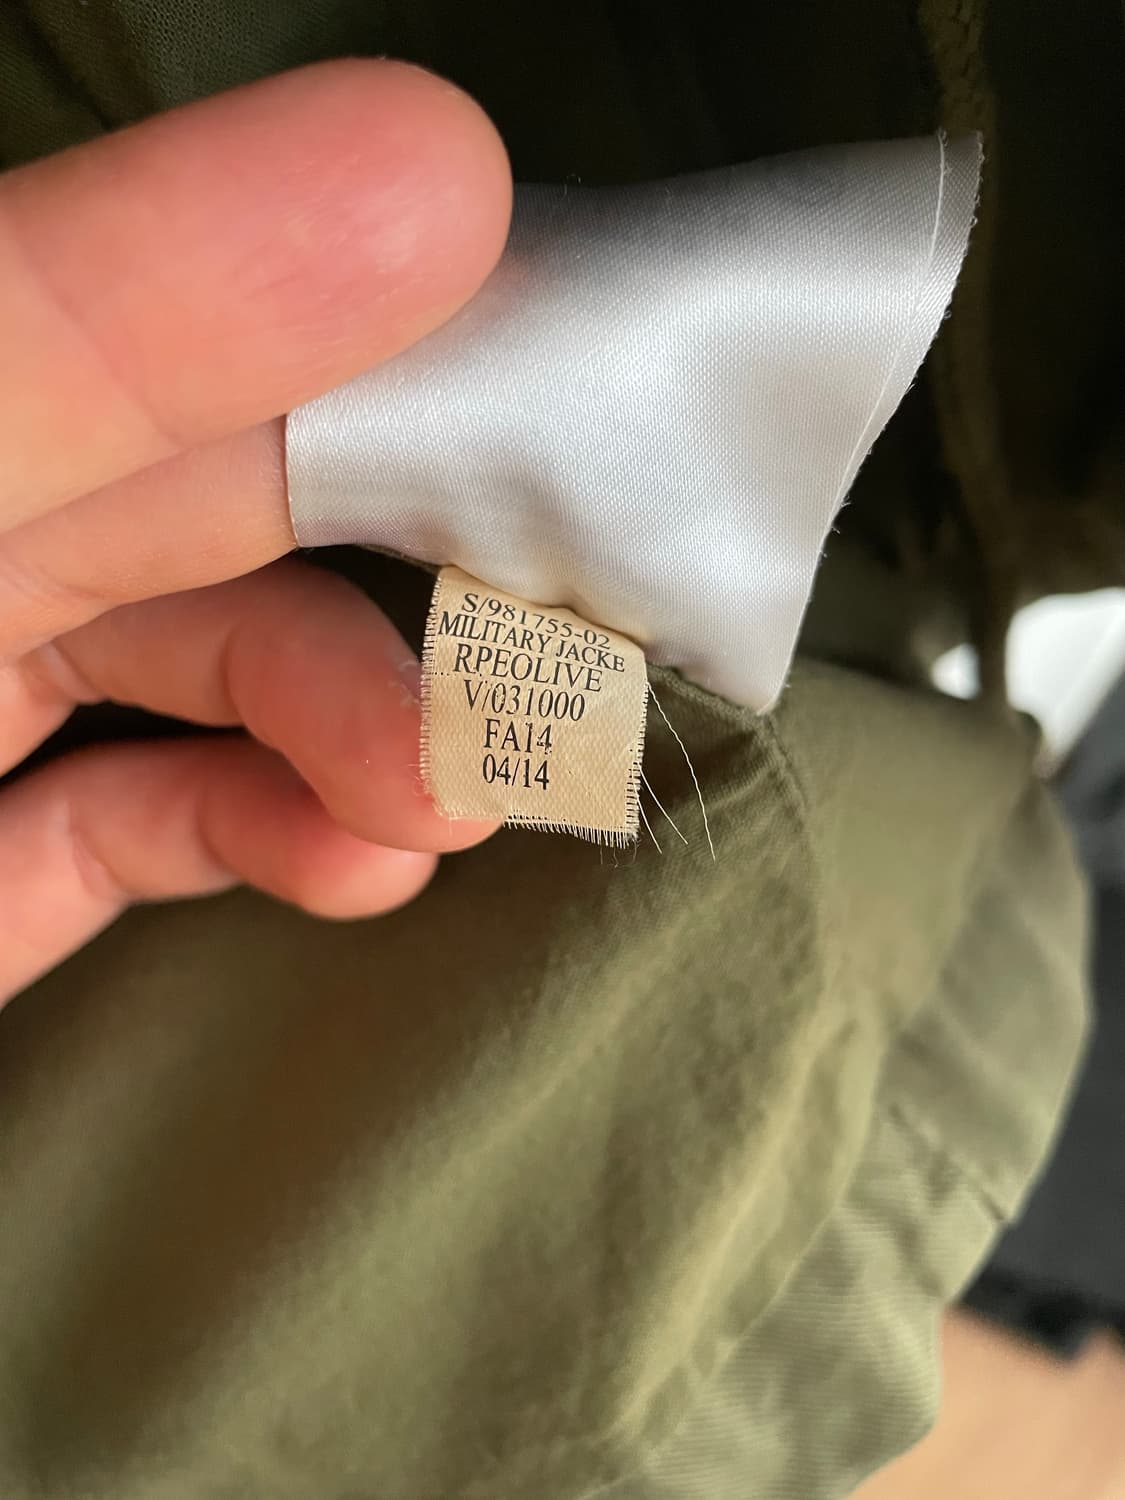 S/981755-02
MILITARY JACKE
RPEOLIVE
V/031000
FA14
04/14